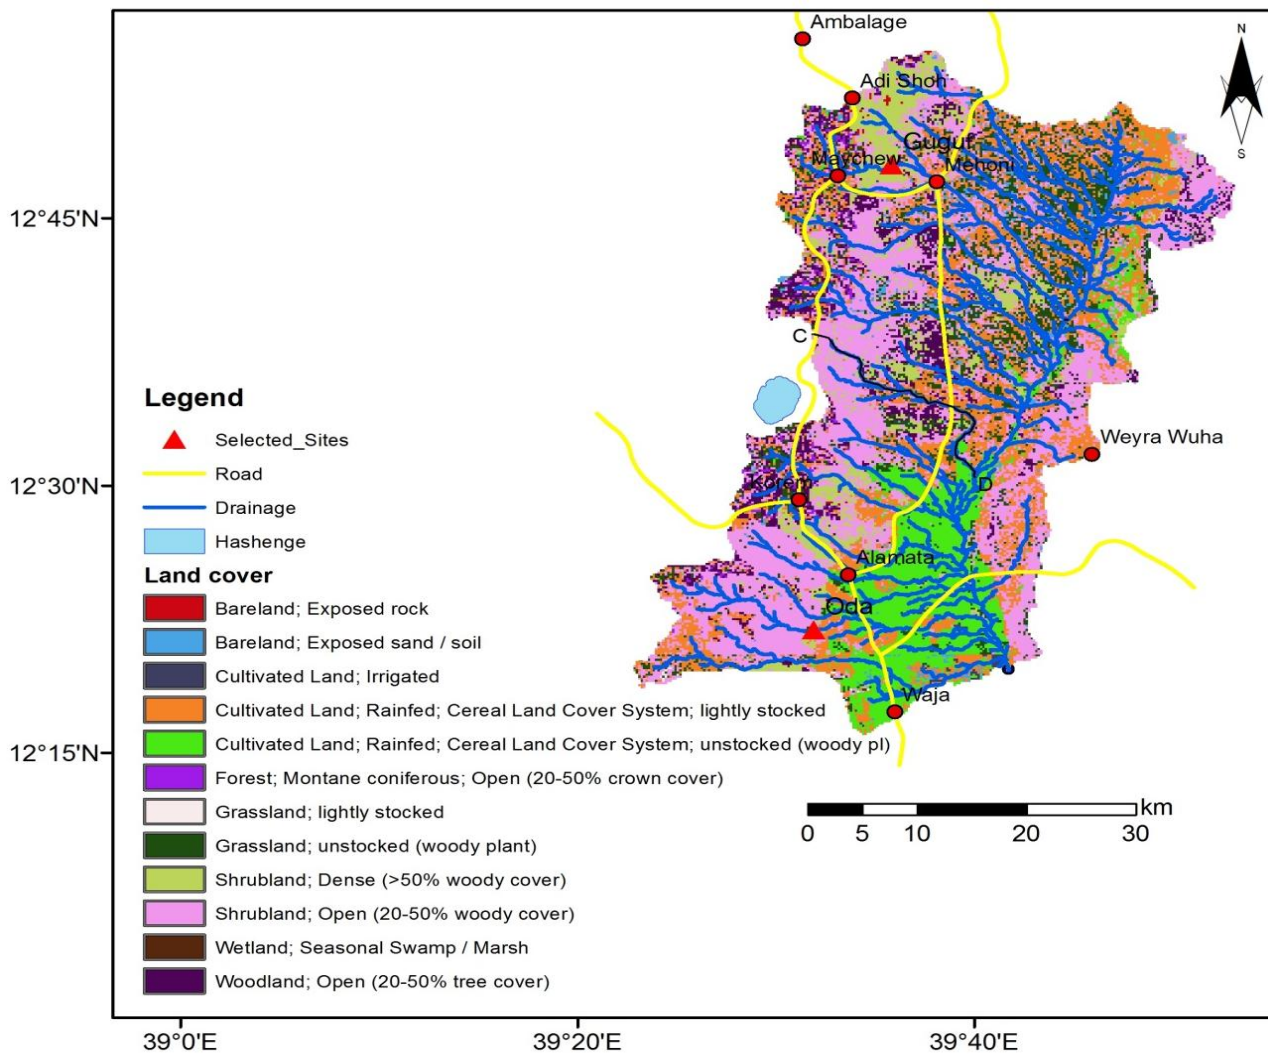 Ambalage
N
Adi Shoh
Guguf
S
Maychew
Mehoni
12°45'N
C
Legend
Selected_Sites
Weyra Wuha
Road
12°30'N
Korem
D
Drainage
Hashenge
Alamata
Land cover
Bareland; Exposed rock
Oda
Bareland; Exposed sand / soil
Cultivated Land; Irrigated
Waja
Cultivated Land; Rainfed; Cereal Land Cover System; lightly stocked
Cultivated Land; Rainfed; Cereal Land Cover System; unstocked (woody pl)
12°15'N
Forest; Montane coniferous; Open (20-50% crown cover)
Grassland; lightly stocked
km
0 5 10 20 30
Grassland; unstocked (woody plant)
Shrubland; Dense (>50% woody cover)
Shrubland; Open (20-50% woody cover)
Wetland; Seasonal Swamp / Marsh
Woodland; Open (20-50% tree cover)
39°0'E 39°20'E 39°40'E